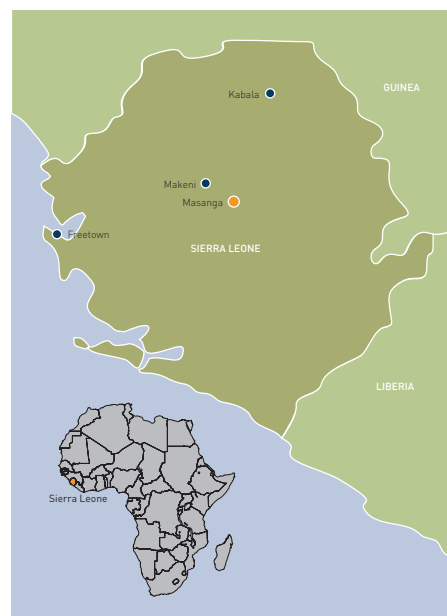 GUINEA
Kabala
Makeni
Masanga
Freetown
SIERRA LEONE
LIBERIA
Sierra Leone